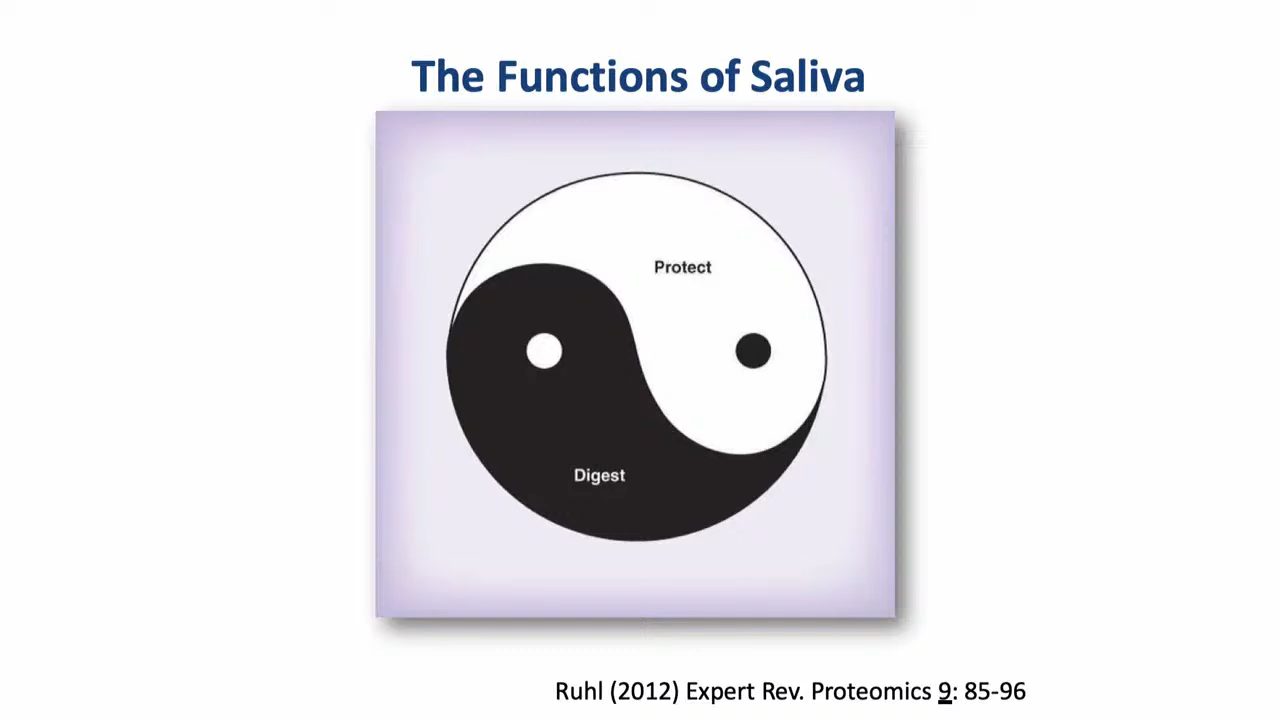 The Functions of Saliva
Protect
Digest
Ruhl (2012) Expert Rev. Proteomics 9: 85-96